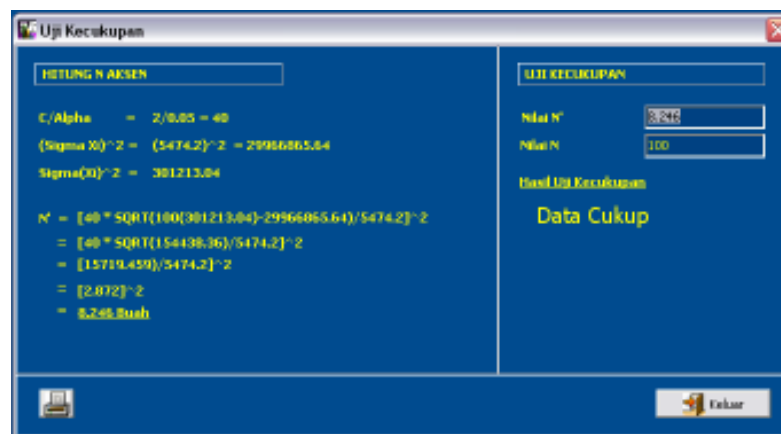 Uji Kecukupan
HITUNG N AKSEN
C/Alpha = 2/0.05 = 40
(Sigma Xi)^2 = (5474.2)^2 = 29966865.64
Sigma(Xi)^2 = 301213.04
N' = [40 * SQRT(100(301213.04)-29966865.64)/5474.2]^2
= [40 * SQRT(154438.36)/5474.2]^2
= [15719.459)/5474.2]^2
= [2.872]^2
= 8.246 Buah
UJI KECUKUPAN
Nilai N' 8.246
Nilai N 100
Hasil Uji Kecukupan
Data Cukup
Keluar